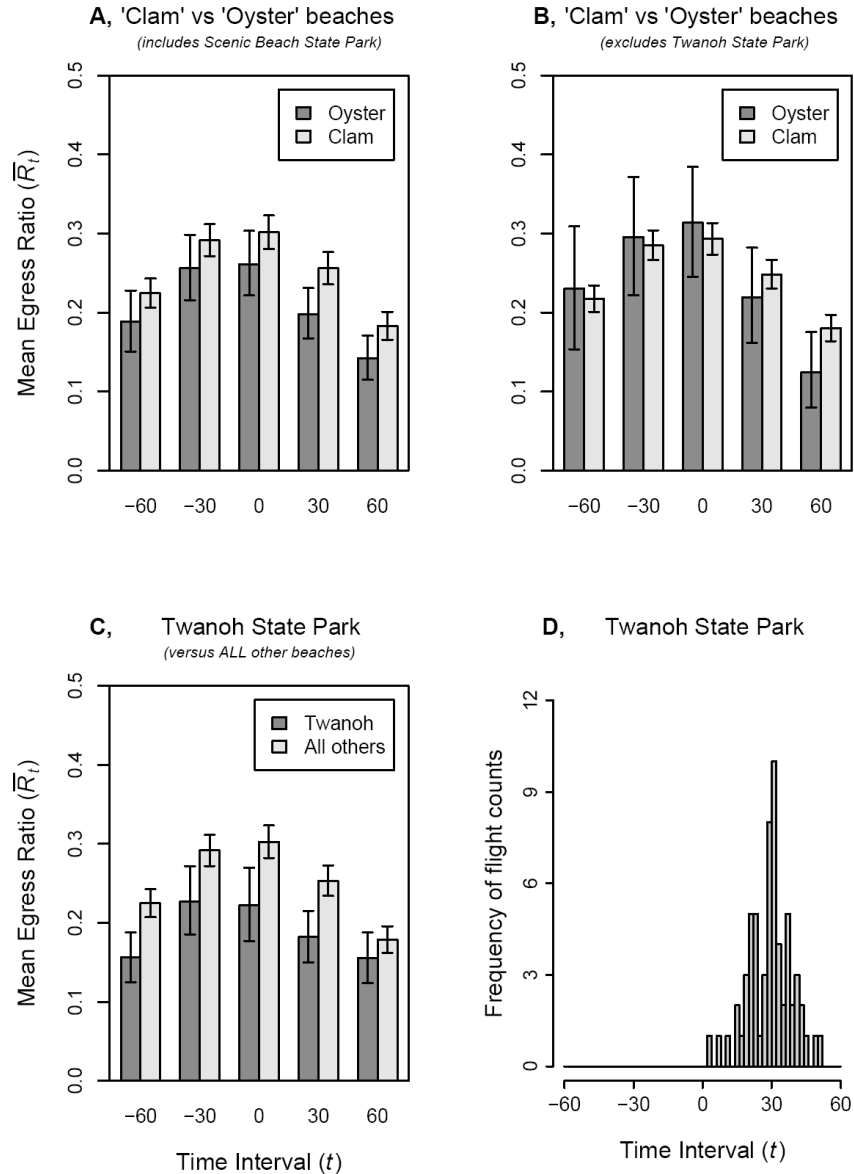 A, 'Clam' vs 'Oyster' beaches
(includes Scenic Beach State Park)
Mean Egress Ratio (R̅t)
0.0 0.1 0.2 0.3 0.4 0.5
Oyster
Clam
−60 −30 0 30 60
B, 'Clam' vs 'Oyster' beaches
(excludes Twanoh State Park)
0.0 0.1 0.2 0.3 0.4 0.5
Oyster
Clam
−60 −30 0 30 60
C, Twanoh State Park
(versus ALL other beaches)
Mean Egress Ratio (R̅t)
0.0 0.1 0.2 0.3 0.4 0.5
Twanoh
All others
−60 −30 0 30 60
Time Interval (t)
D, Twanoh State Park
Frequency of flight counts
0 3 6 9 12
−60 −30 0 30 60
Time Interval (t)